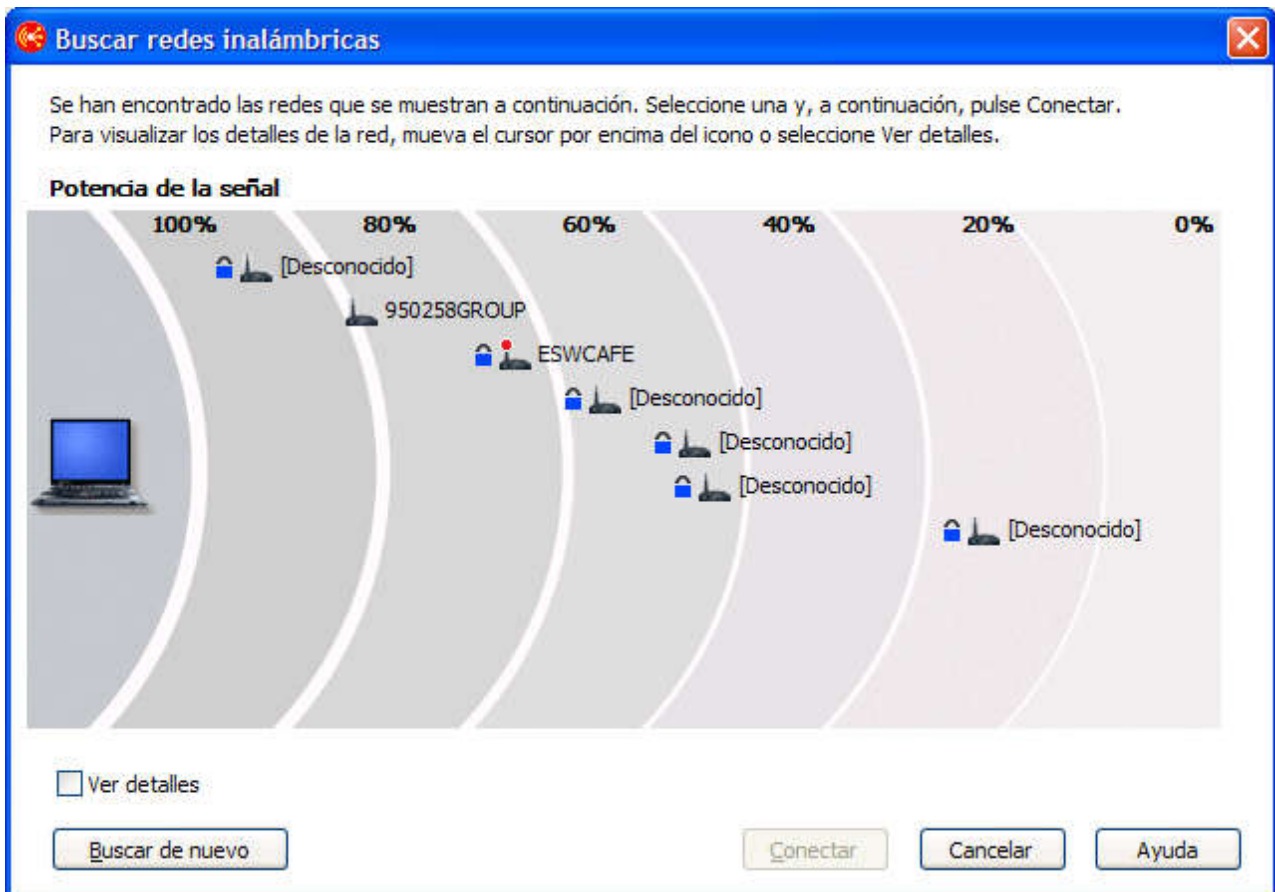 Buscar redes inalámbricas
Se han encontrado las redes que se muestran a continuación. Seleccione una y, a continuación, pulse Conectar.
Para visualizar los detalles de la red, mueva el cursor por encima del icono o seleccione Ver detalles.
Potencia de la señal
100% 80% 60% 40% 20% 0%
[Desconocido]
950258GROUP
ESWCAFE
[Desconocido]
[Desconocido]
[Desconocido]
[Desconocido]
Ver detalles
Buscar de nuevo Conectar Cancelar Ayuda